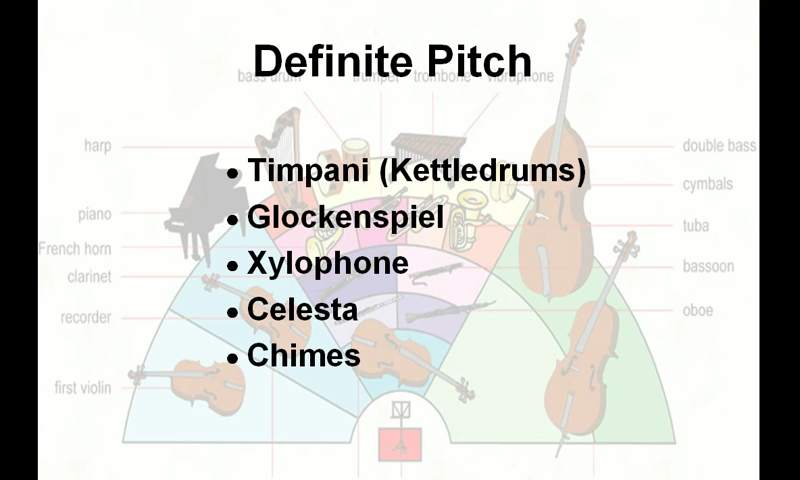 Definite Pitch
bass drum trumpet trombone vibraphone
harp
double bass
• Timpani (Kettledrums)
cymbals
piano
• Glockenspiel
tuba
French horn
• Xylophone
bassoon
clarinet
recorder
• Celesta
oboe
• Chimes
first violin